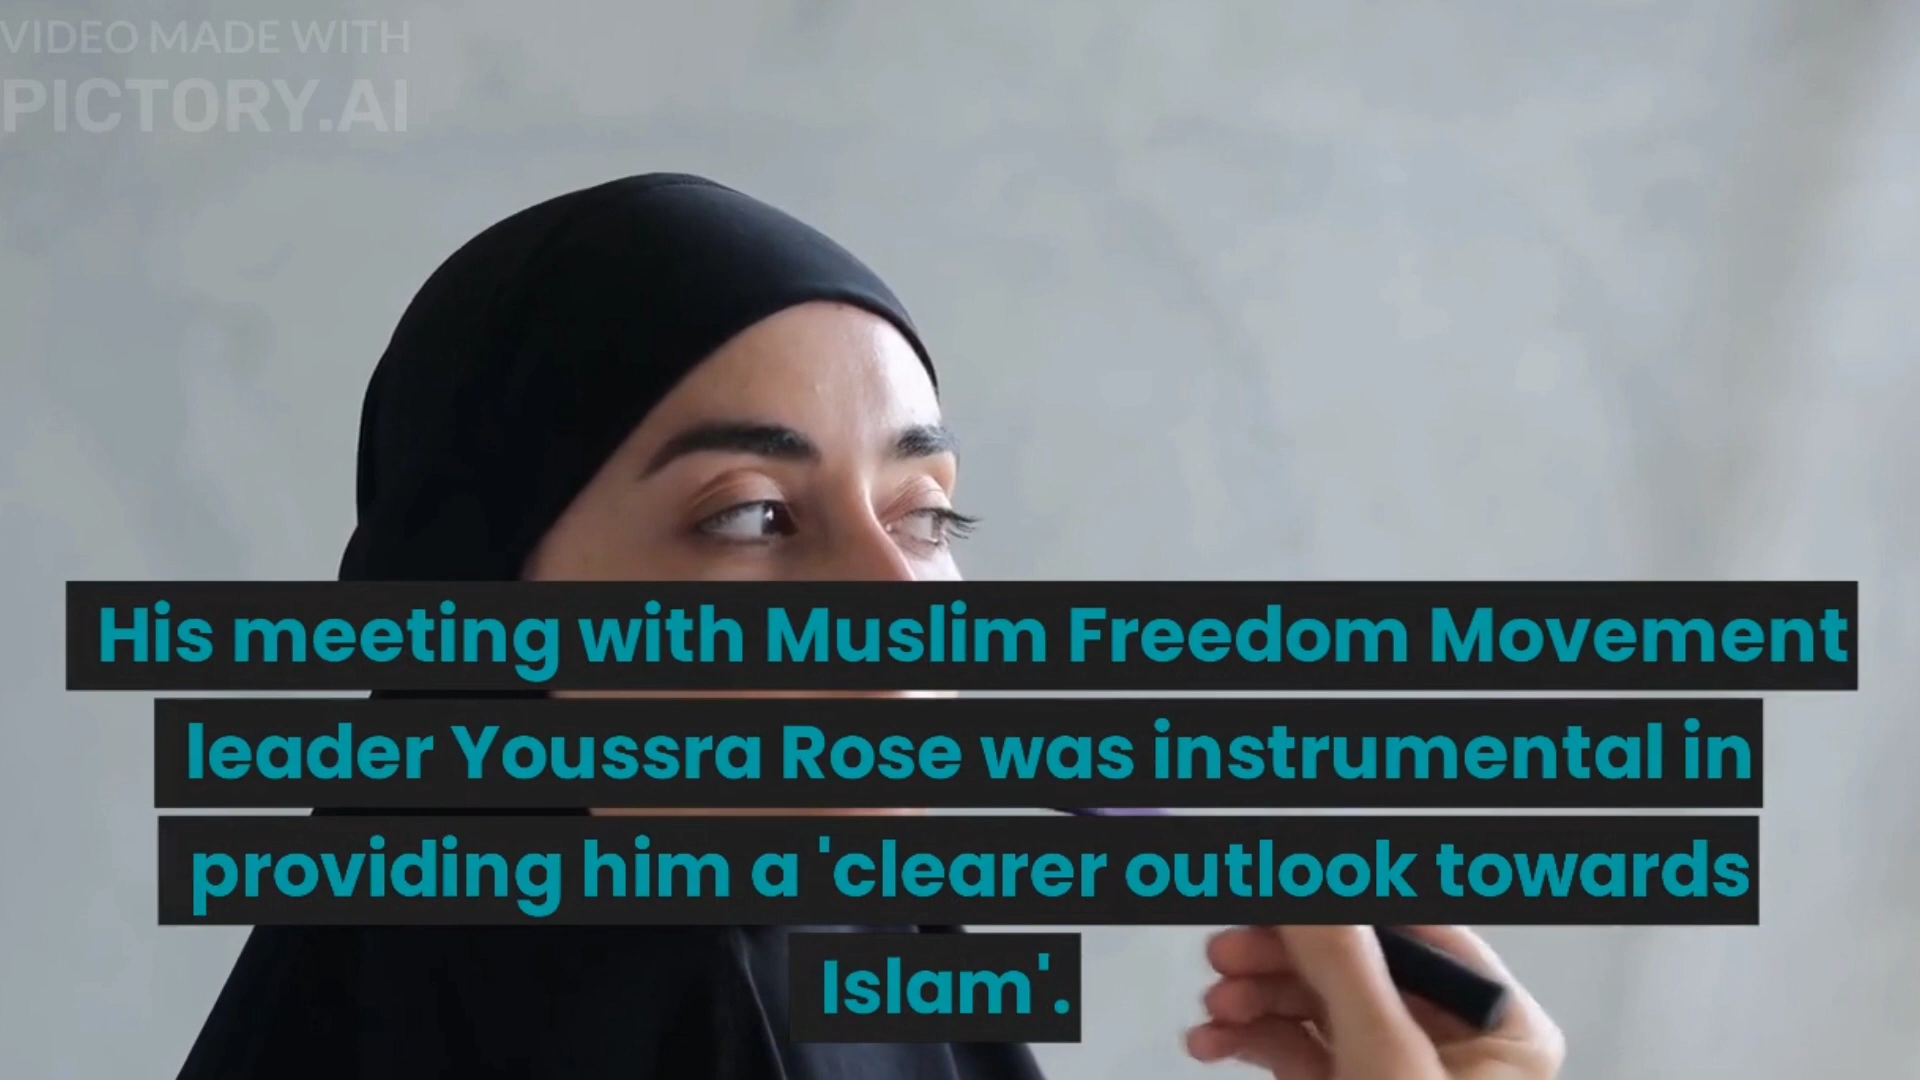 VIDEO MADE WITH
PICTORY.AI
His meeting with Muslim Freedom Movement
leader Youssra Rose was instrumental in
providing him a 'clearer outlook towards
Islam'.